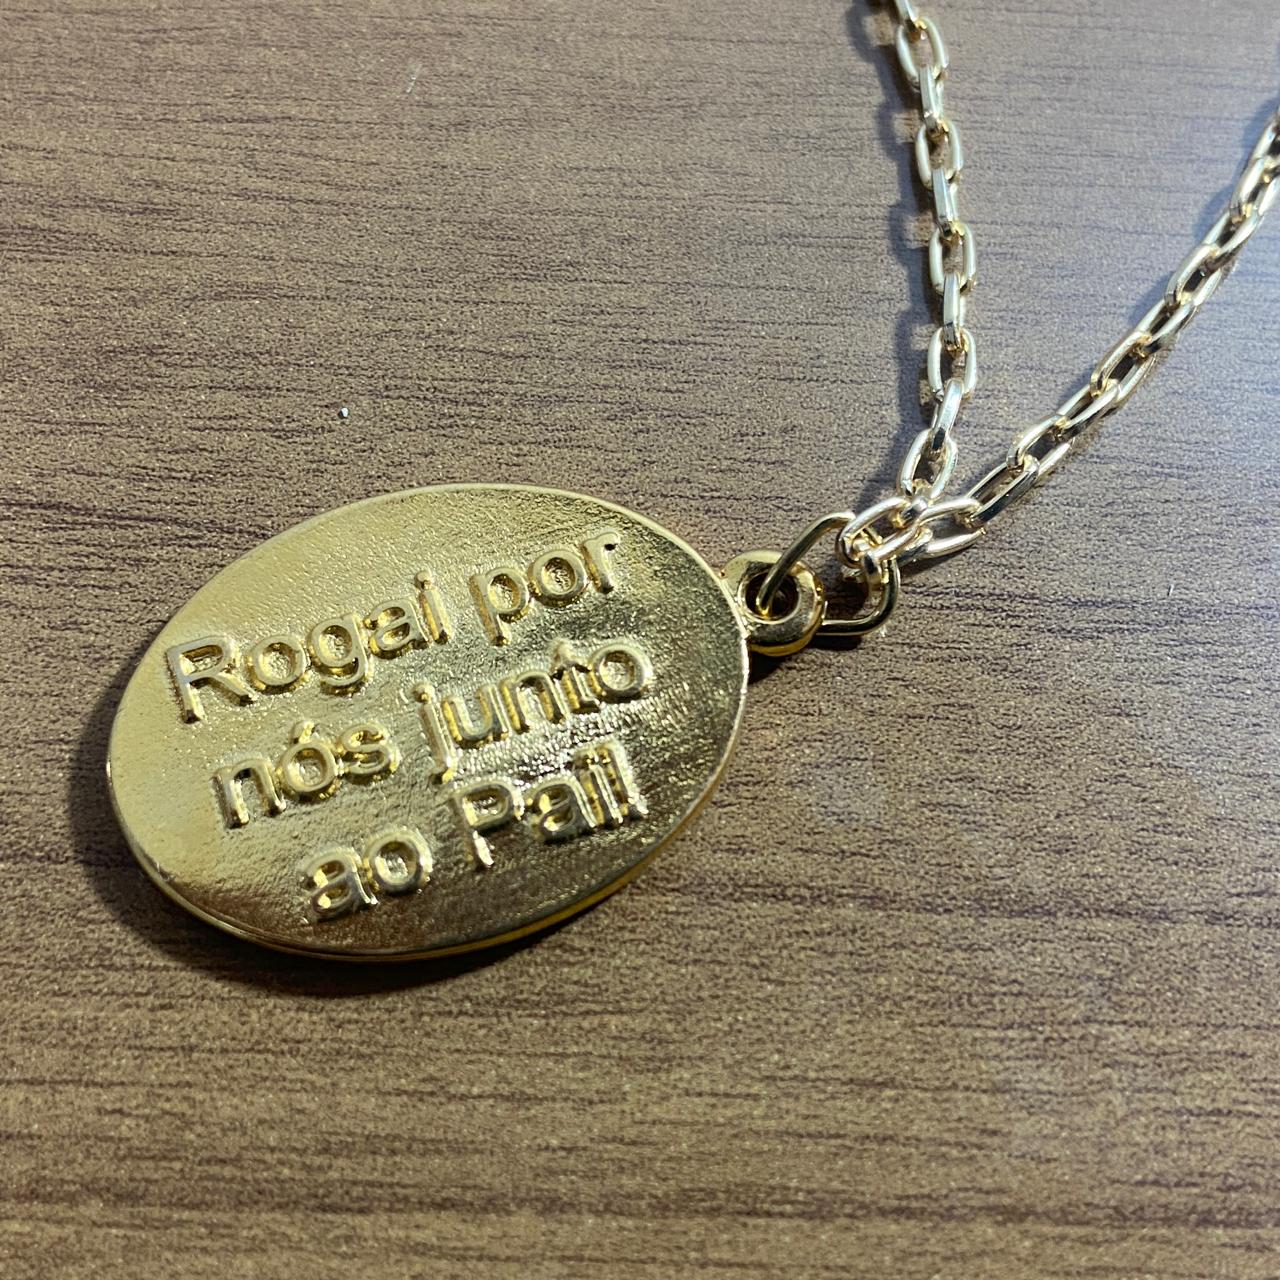 Rogai por
nós junto
ao Pai!